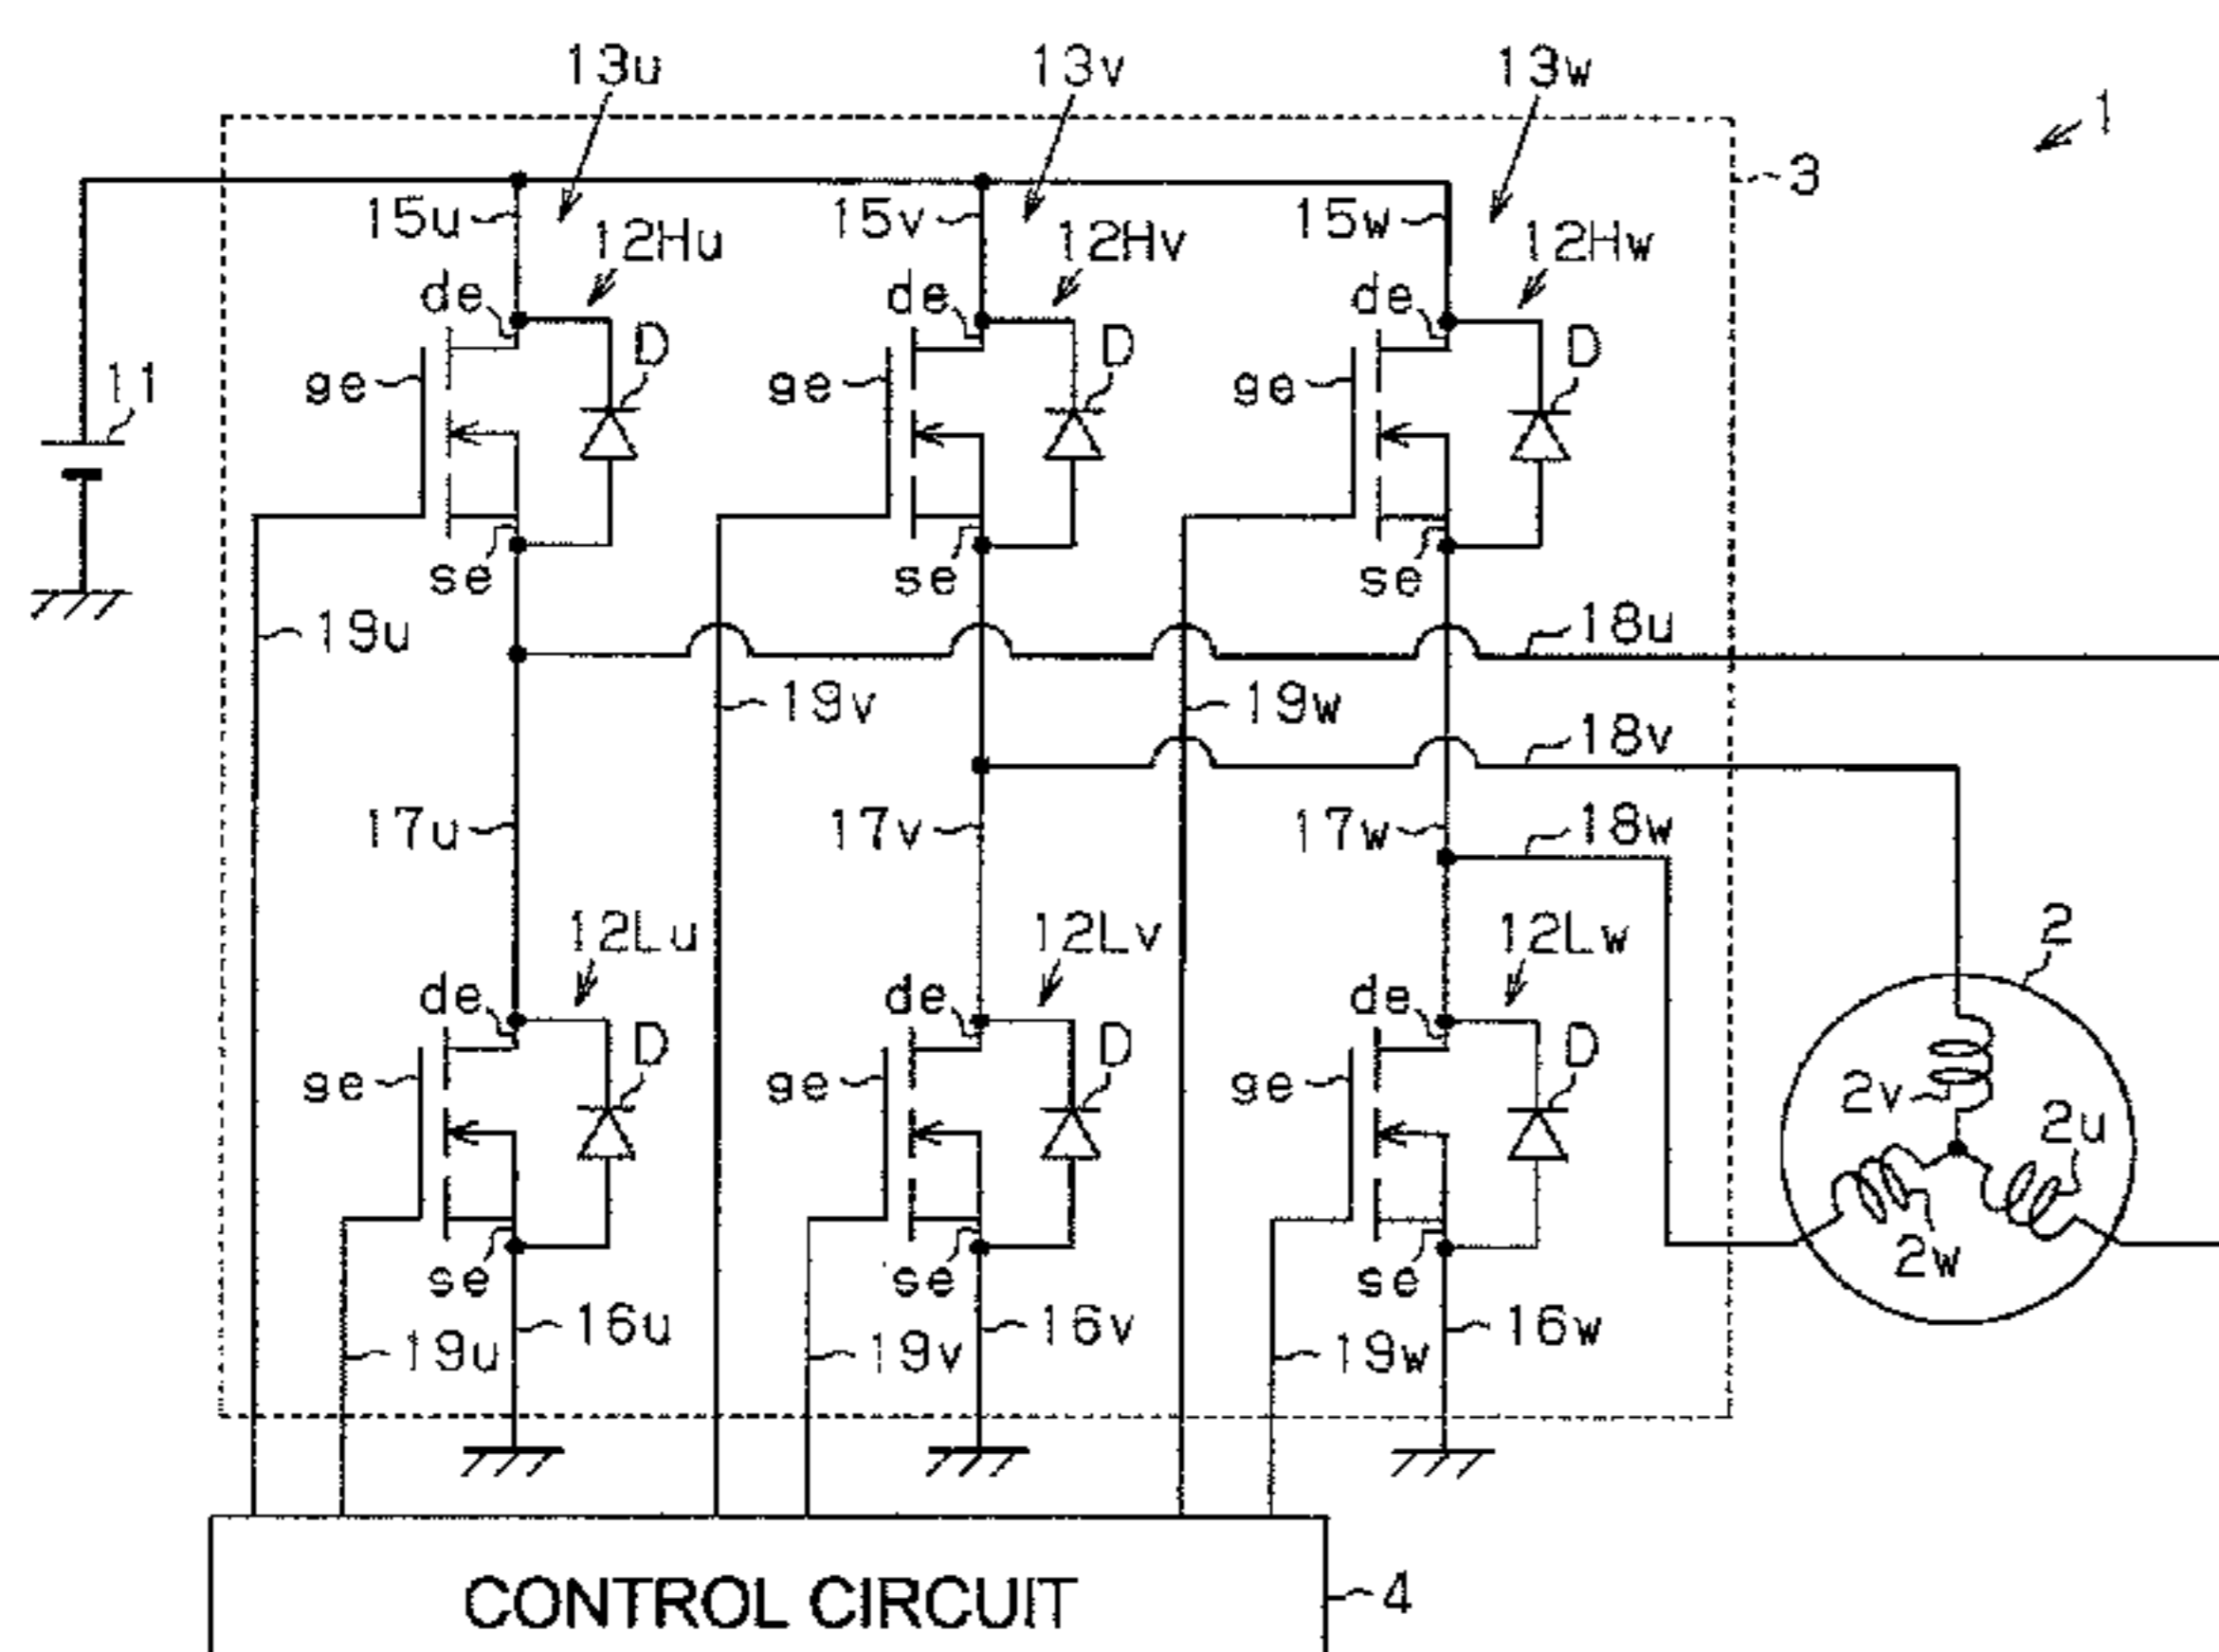 13u 13v 13w 1
3
15u 15v 15w
12Hu 12Hv 12Hw
de de de
D D D
11 ge ge ge
se se se
19u 18u
19v 19w
18v
17u 17v 17w 18w
12Lu 12Lv 12Lw 2
de de de
D D D
ge ge ge 2v
2u
2w
se se se
16u 16v 16w
19u 19v 19w
CONTROL CIRCUIT 4